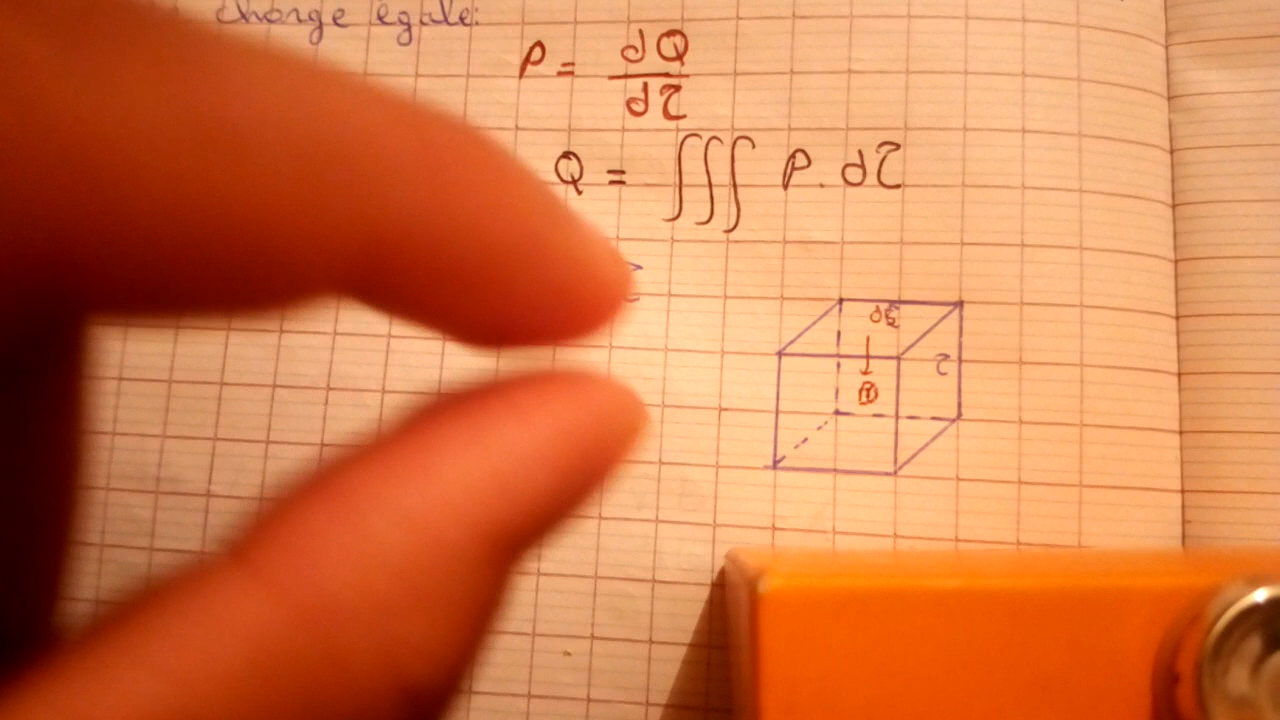 charge égale:
ρ = dQ/dτ
Q = ∭ ρ. dτ
dτ
τ